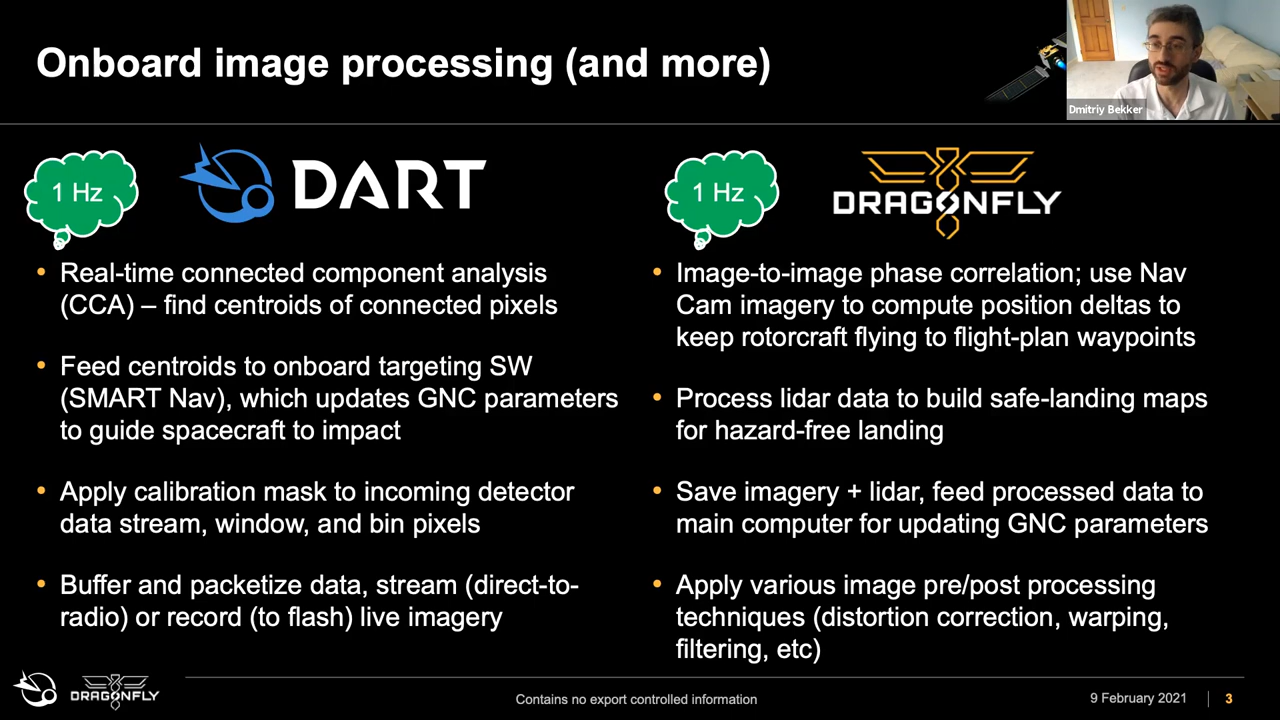 Onboard image processing (and more)
Dmitriy Bekker
1 Hz
DART
• Real-time connected component analysis
(CCA) – find centroids of connected pixels
• Feed centroids to onboard targeting SW
(SMART Nav), which updates GNC parameters
to guide spacecraft to impact
• Apply calibration mask to incoming detector
data stream, window, and bin pixels
• Buffer and packetize data, stream (direct-to-
radio) or record (to flash) live imagery
1 Hz
DRAGONFLY
• Image-to-image phase correlation; use Nav
Cam imagery to compute position deltas to
keep rotorcraft flying to flight-plan waypoints
• Process lidar data to build safe-landing maps
for hazard-free landing
• Save imagery + lidar, feed processed data to
main computer for updating GNC parameters
• Apply various image pre/post processing
techniques (distortion correction, warping,
filtering, etc)
DRAGONFLY
Contains no export controlled information
9 February 2021
3